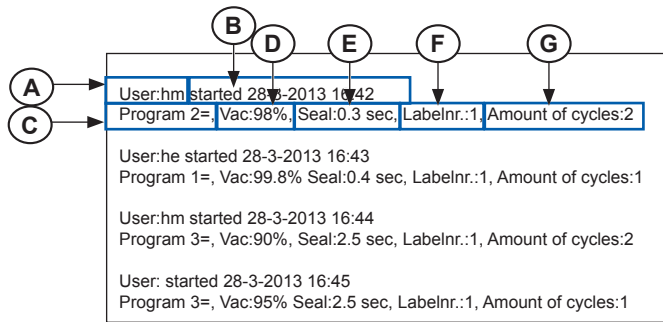 B
D E F G
A
User:hm started 28-3-2013 16:42
C
Program 2=, Vac:98%, Seal:0.3 sec, Labelnr.:1, Amount of cycles:2
User:he started 28-3-2013 16:43
Program 1=, Vac:99.8% Seal:0.4 sec, Labelnr.:1, Amount of cycles:1
User:hm started 28-3-2013 16:44
Program 3=, Vac:90%, Seal:2.5 sec, Labelnr.:1, Amount of cycles:2
User: started 28-3-2013 16:45
Program 3=, Vac:95% Seal:2.5 sec, Labelnr.:1, Amount of cycles:1